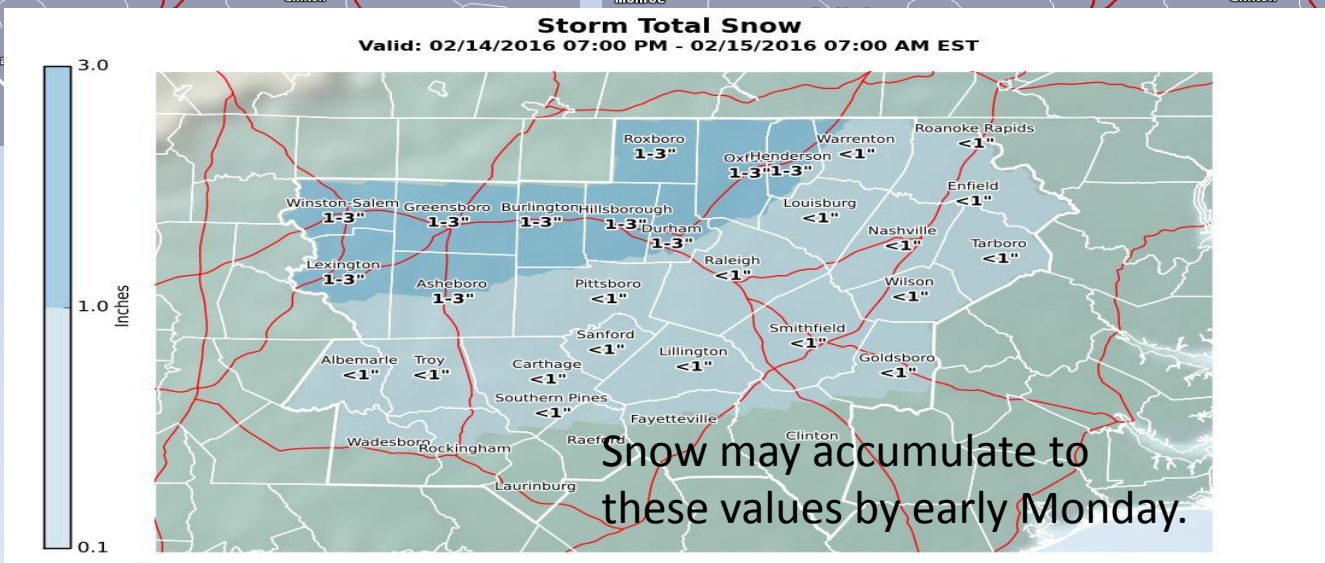 Monroe
Storm Total Snow
Valid: 02/14/2016 07:00 PM - 02/15/2016 07:00 AM EST
3.0
1.0
0.1
Inches
Roxboro
1-3"
Oxf
1-3"
Henderson
1-3"
Warrenton
<1"
Roanoke Rapids
<1"
Enfield
<1"
Winston-Salem
1-3"
Greensboro
1-3"
Burlington
1-3"
Hillsborough
1-3"
Durham
1-3"
Louisburg
<1"
Nashville
<1"
Tarboro
<1"
Lexington
1-3"
Asheboro
1-3"
Pittsboro
<1"
Raleigh
<1"
Wilson
<1"
Sanford
<1"
Smithfield
<1"
Albemarle
<1"
Troy
<1"
Carthage
<1"
Lillington
<1"
Goldsboro
<1"
Southern Pines
<1"
Fayetteville
Wadesboro
Rockingham
Raeford
Clinton
Laurinburg
Snow may accumulate to
these values by early Monday.